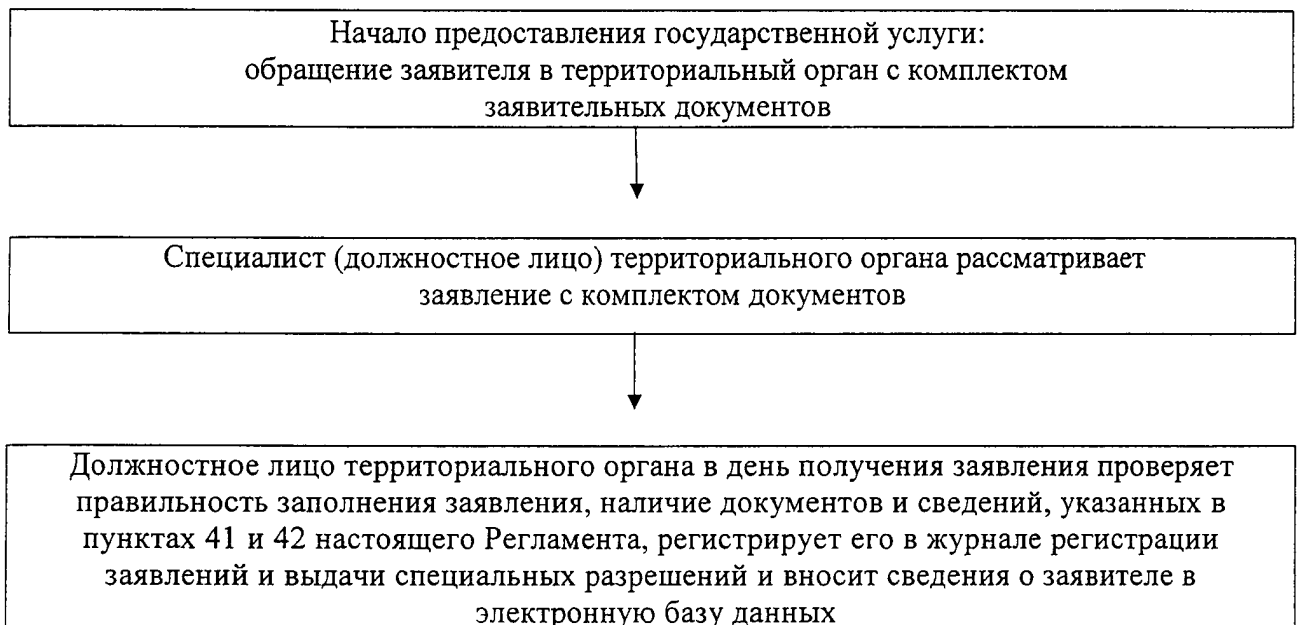 Начало предоставления государственной услуги:
обращение заявителя в территориальный орган с комплектом
заявительных документов
Специалист (должностное лицо) территориального органа рассматривает
заявление с комплектом документов
Должностное лицо территориального органа в день получения заявления проверяет
правильность заполнения заявления, наличие документов и сведений, указанных в
пунктах 41 и 42 настоящего Регламента, регистрирует его в журнале регистрации
заявлений и выдачи специальных разрешений и вносит сведения о заявителе в
электронную базу данных